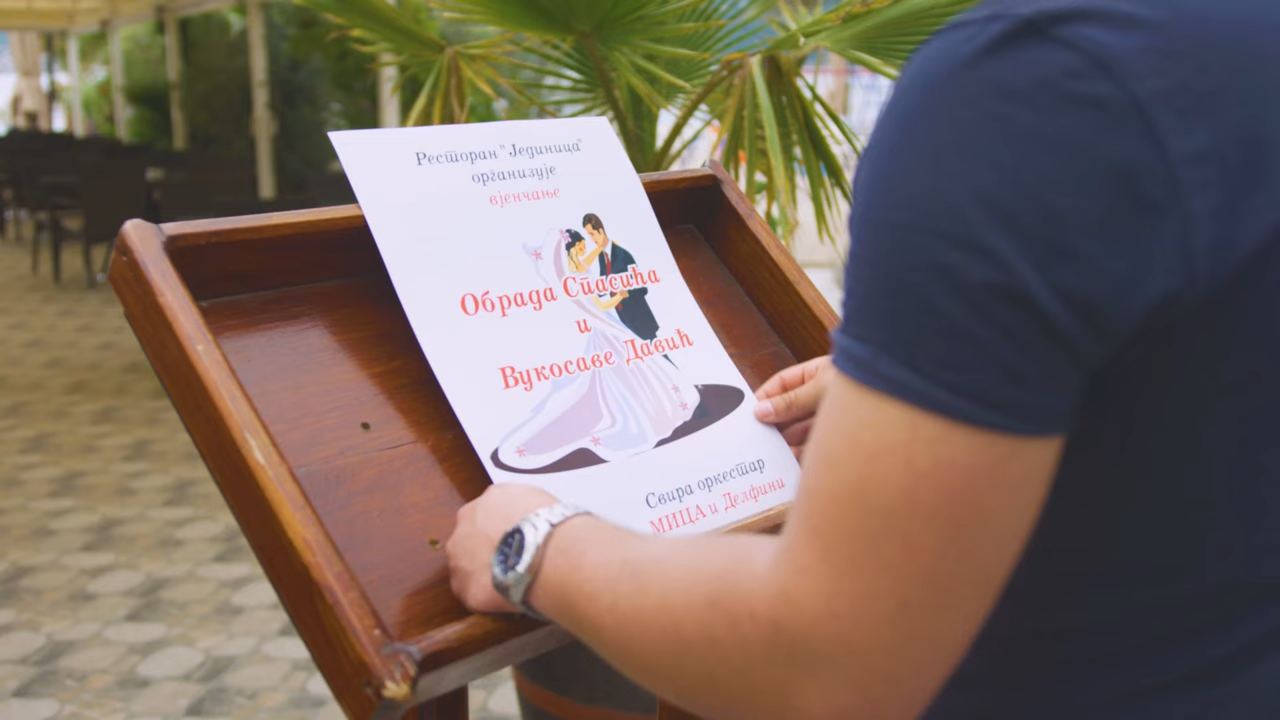 Ресторан "Јединица"
организује
вјенчање
Обрада Спасића
и
Вукосаве Давић
Свира оркестар
МИЦА и Делфини